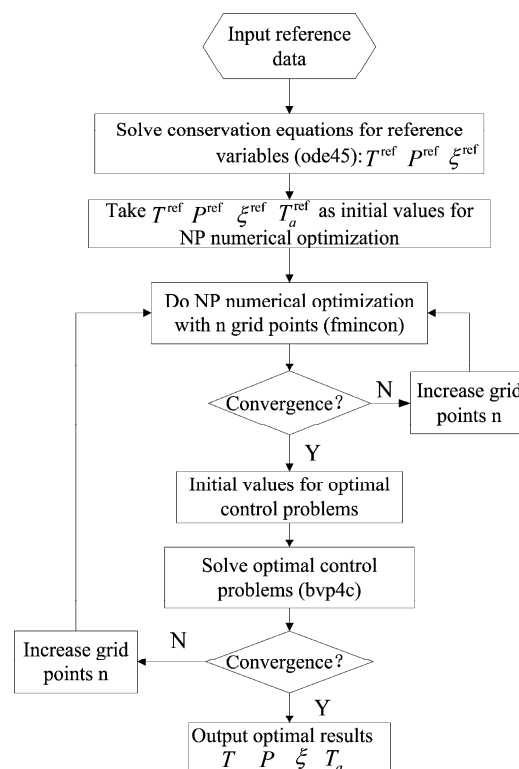 Input reference
data
Solve conservation equations for reference
variables (ode45): T^ref P^ref ξ^ref
Take T^ref P^ref ξ^ref T_a^ref as initial values for
NP numerical optimization
Do NP numerical optimization
with n grid points (fmincon)
Convergence?
N
Increase grid
points n
Y
Initial values for optimal
control problems
Solve optimal control
problems (bvp4c)
Convergence?
N
Increase grid
points n
Y
Output optimal results
T P ξ T_a